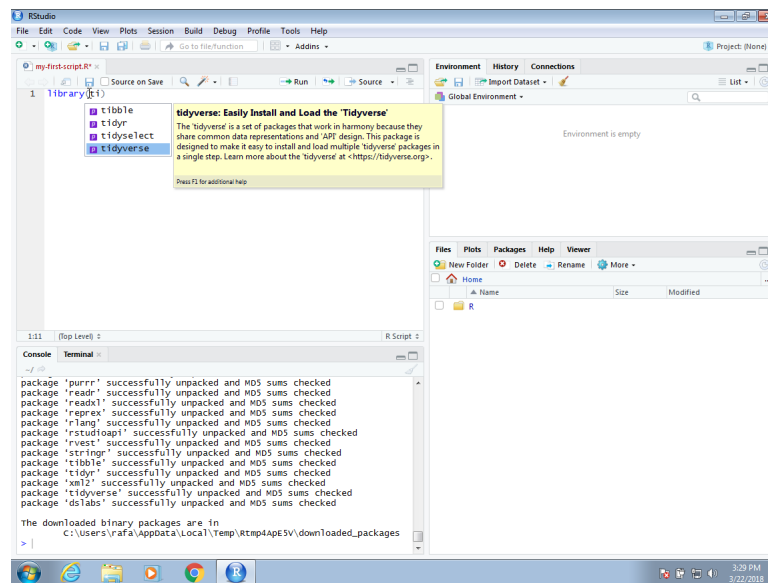 RStudio
File Edit Code View Plots Session Build Debug Profile Tools Help
Go to file/function Addins
Project: (None)
my-first-script.R*
Source on Save Run Source
1 library(ti)
tibble
tidyr
tidyselect
tidyverse
tidyverse: Easily Install and Load the 'Tidyverse'
The 'tidyverse' is a set of packages that work in harmony because they
share common data representations and 'API' design. This package is
designed to make it easy to install and load multiple 'tidyverse' packages in
a single step. Learn more about the 'tidyverse' at <https://tidyverse.org>.
Press F1 for additional help
1:11 (Top Level) R Script
Environment History Connections
Import Dataset List
Global Environment
Environment is empty
Files Plots Packages Help Viewer
New Folder Delete Rename More
Home
Name Size Modified
R
Console Terminal
~/
package 'purrr' successfully unpacked and MD5 sums checked
package 'readr' successfully unpacked and MD5 sums checked
package 'readxl' successfully unpacked and MD5 sums checked
package 'reprex' successfully unpacked and MD5 sums checked
package 'rlang' successfully unpacked and MD5 sums checked
package 'rstudioapi' successfully unpacked and MD5 sums checked
package 'rvest' successfully unpacked and MD5 sums checked
package 'stringr' successfully unpacked and MD5 sums checked
package 'tibble' successfully unpacked and MD5 sums checked
package 'tidyr' successfully unpacked and MD5 sums checked
package 'xml2' successfully unpacked and MD5 sums checked
package 'tidyverse' successfully unpacked and MD5 sums checked
package 'dslabs' successfully unpacked and MD5 sums checked
The downloaded binary packages are in
C:\Users\rafa\AppData\Local\Temp\Rtmp4ApE5V\downloaded_packages
>
3:29 PM
3/22/2018